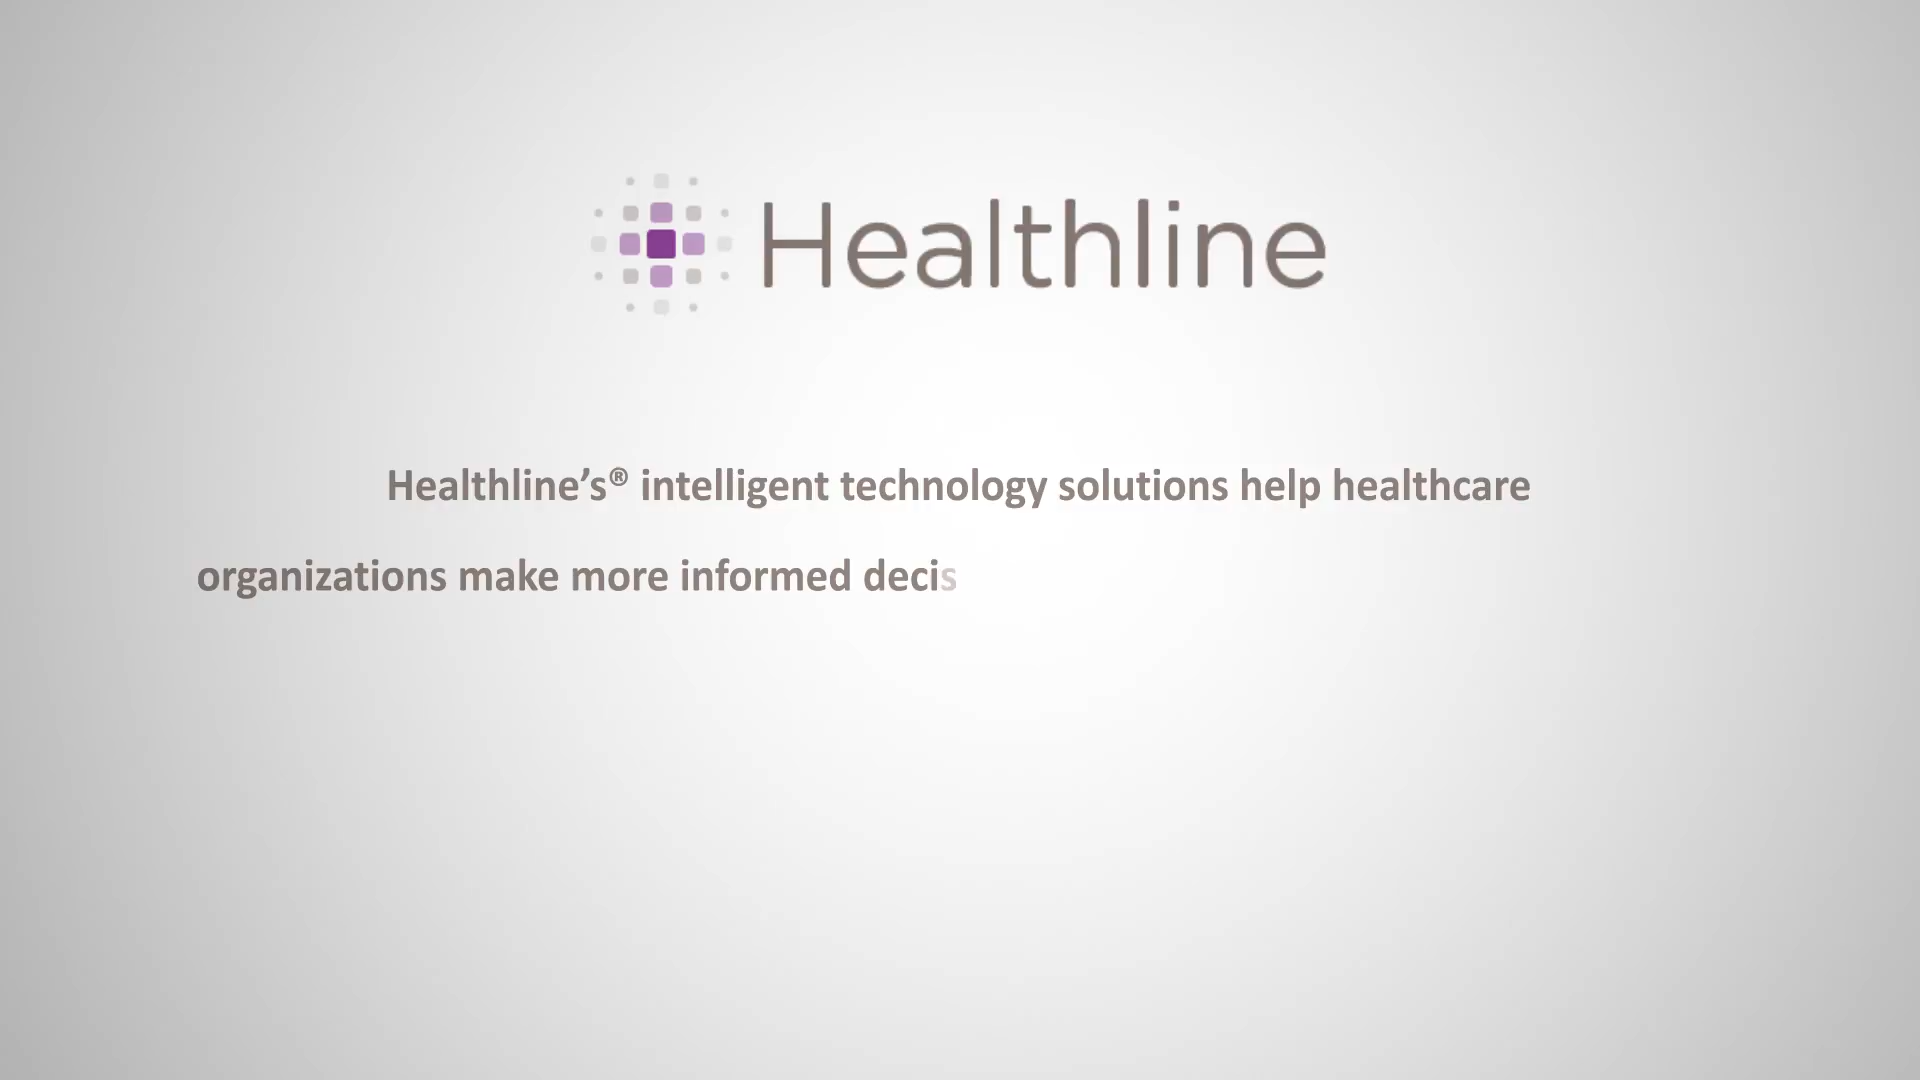 Healthline
Healthline’s® intelligent technology solutions help healthcare
organizations make more informed decis